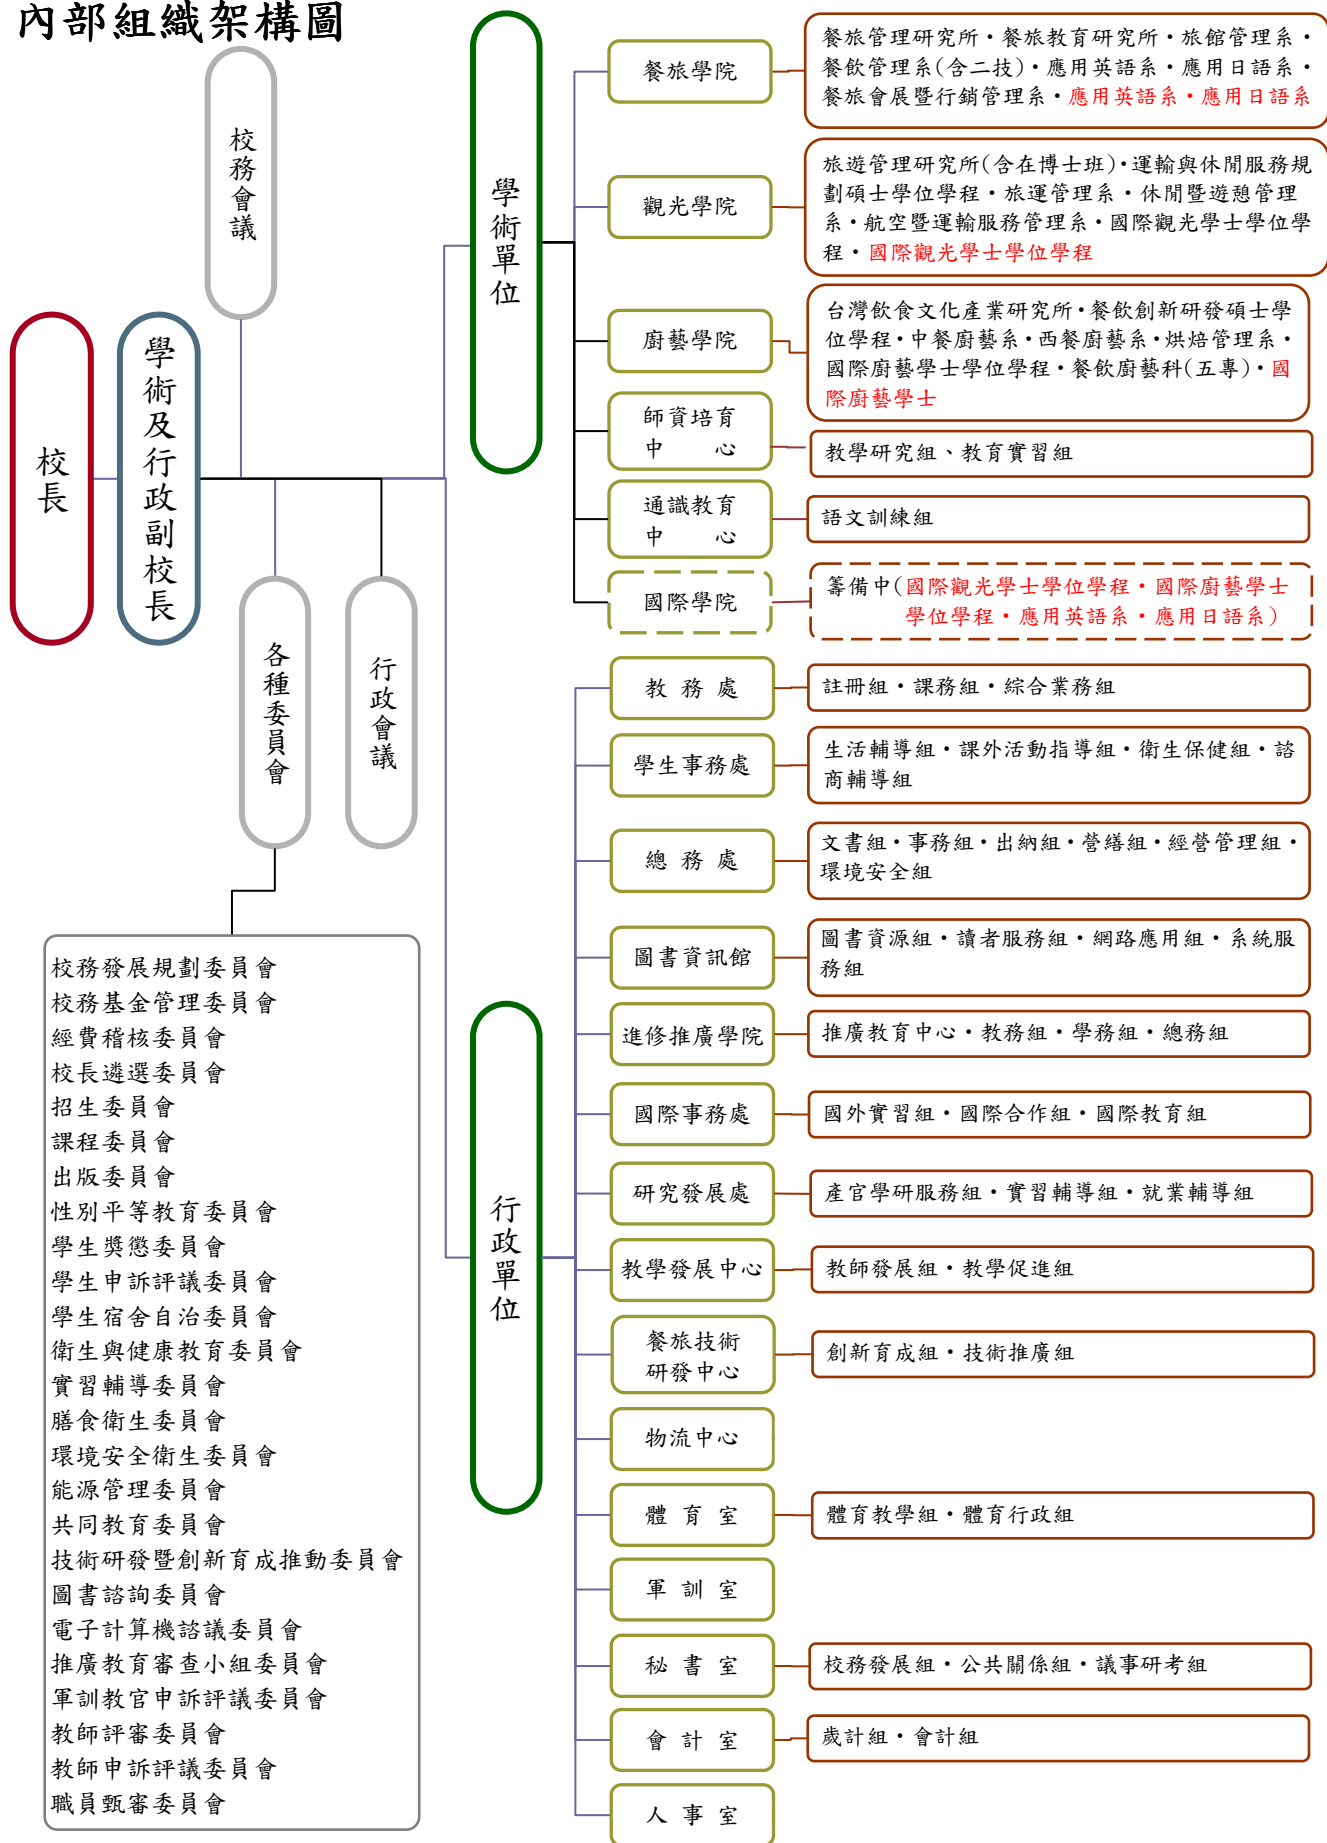 內部組織架構圖
校長
學術及行政副校長
校務會議
各種委員會
行政會議
校務發展規劃委員會
校務基金管理委員會
經費稽核委員會
校長遴選委員會
招生委員會
課程委員會
出版委員會
性別平等教育委員會
學生獎懲委員會
學生申訴評議委員會
學生宿舍自治委員會
衛生與健康教育委員會
實習輔導委員會
膳食衛生委員會
環境安全衛生委員會
能源管理委員會
共同教育委員會
技術研發暨創新育成推動委員會
圖書諮詢委員會
電子計算機諮議委員會
推廣教育審查小組委員會
軍訓教官申訴評議委員會
教師評審委員會
教師申訴評議委員會
職員甄審委員會
學術單位
餐旅學院
餐旅管理研究所‧餐旅教育研究所‧旅館管理系‧
餐飲管理系(含二技)‧應用英語系‧應用日語系‧
餐旅會展暨行銷管理系‧應用英語系‧應用日語系
觀光學院
旅遊管理研究所(含在博士班)‧運輸與休閒服務規
劃碩士學位學程‧旅運管理系‧休閒暨遊憩管理
系‧航空暨運輸服務管理系‧國際觀光學士學位學
程‧國際觀光學士學位學程
廚藝學院
台灣飲食文化產業研究所‧餐飲創新研發碩士學
位學程‧中餐廚藝系‧西餐廚藝系‧烘焙管理系‧
國際廚藝學士學位學程‧餐飲廚藝科(五專)‧國
際廚藝學士
師資培育
中 心
教學研究組、教育實習組
通識教育
中 心
語文訓練組
國際學院
籌備中(國際觀光學士學位學程‧國際廚藝學士
學位學程‧應用英語系‧應用日語系)
行政單位
教務處
註冊組‧課務組‧綜合業務組
學生事務處
生活輔導組‧課外活動指導組‧衛生保健組‧諮
商輔導組
總務處
文書組‧事務組‧出納組‧營繕組‧經營管理組‧
環境安全組
圖書資訊館
圖書資源組‧讀者服務組‧網路應用組‧系統服
務組
進修推廣學院
推廣教育中心‧教務組‧學務組‧總務組
國際事務處
國外實習組‧國際合作組‧國際教育組
研究發展處
產官學研服務組‧實習輔導組‧就業輔導組
教學發展中心
教師發展組‧教學促進組
餐旅技術
研發中心
創新育成組‧技術推廣組
物流中心
體育室
體育教學組‧體育行政組
軍訓室
秘書室
校務發展組‧公共關係組‧議事研考組
會計室
歲計組‧會計組
人事室